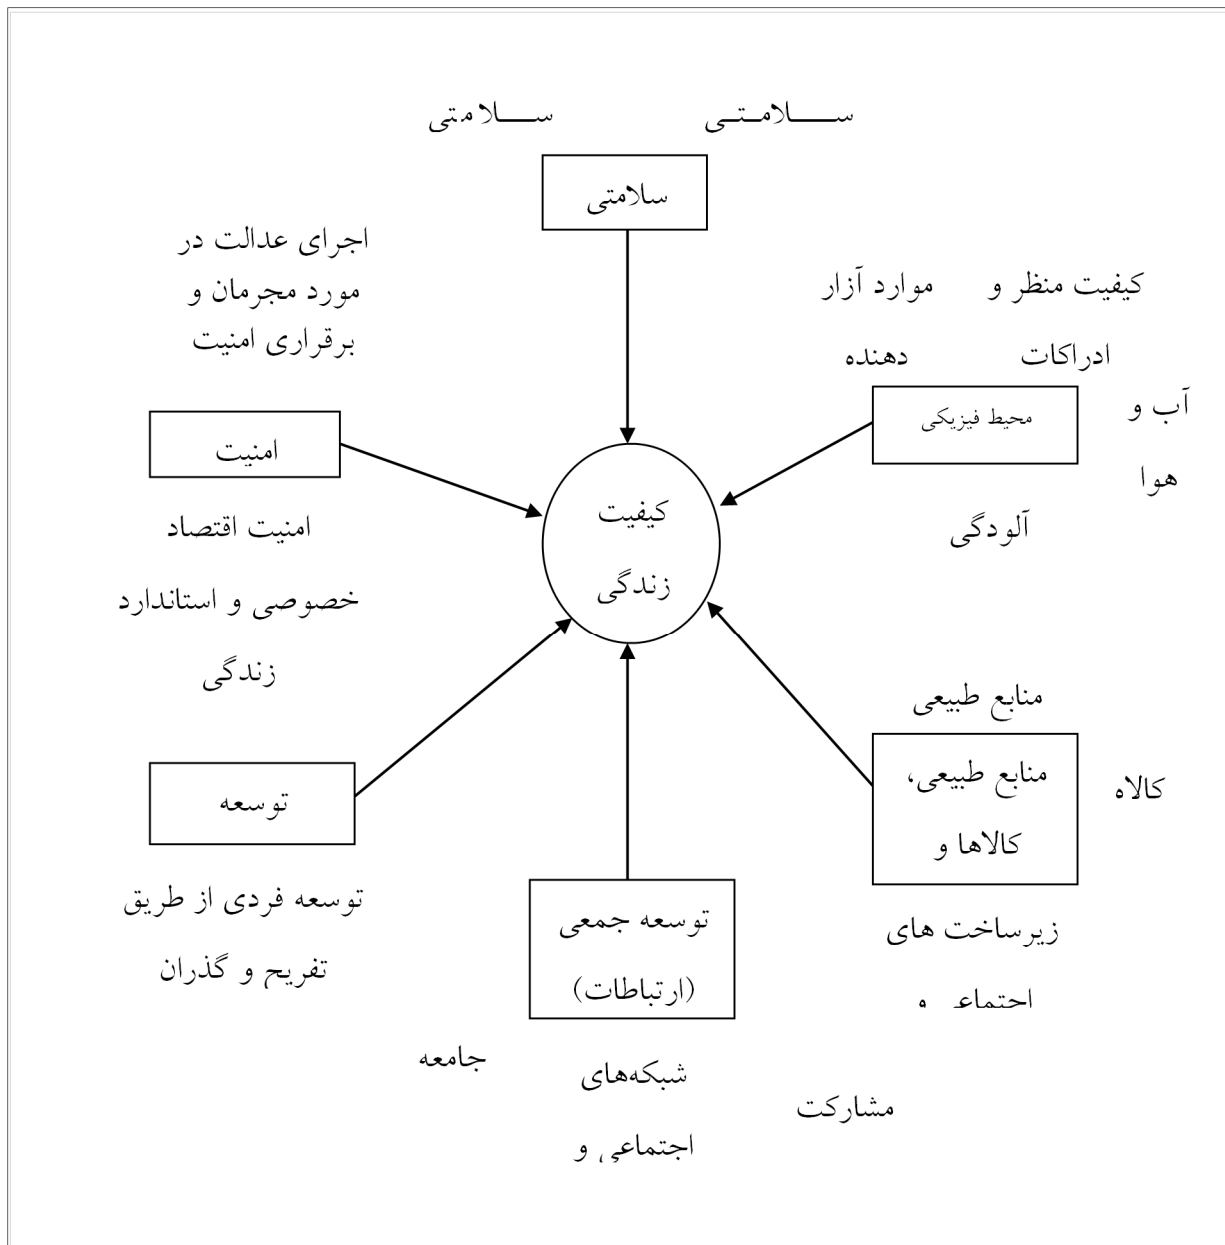 سلامتی
سلامتی
سلامتی
اجرای عدالت در
مورد مجرمان و
برقراری امنیت
کیفیت منظر و
ادراکات
موارد آزار
دهنده
آب و
هوا
محیط فیزیکی
آلودگی
امنیت
امنیت اقتصاد
خصوصی و استاندارد
زندگی
کیفیت
زندگی
منابع طبیعی
منابع طبیعی،
کالاها و
کالاه
زیرساخت های
اجتماعی و
توسعه
توسعه فردی از طریق
تفریح و گذران
توسعه جمعی
(ارتباطات)
مشارکت
شبکه‌های
اجتماعی و
جامعه